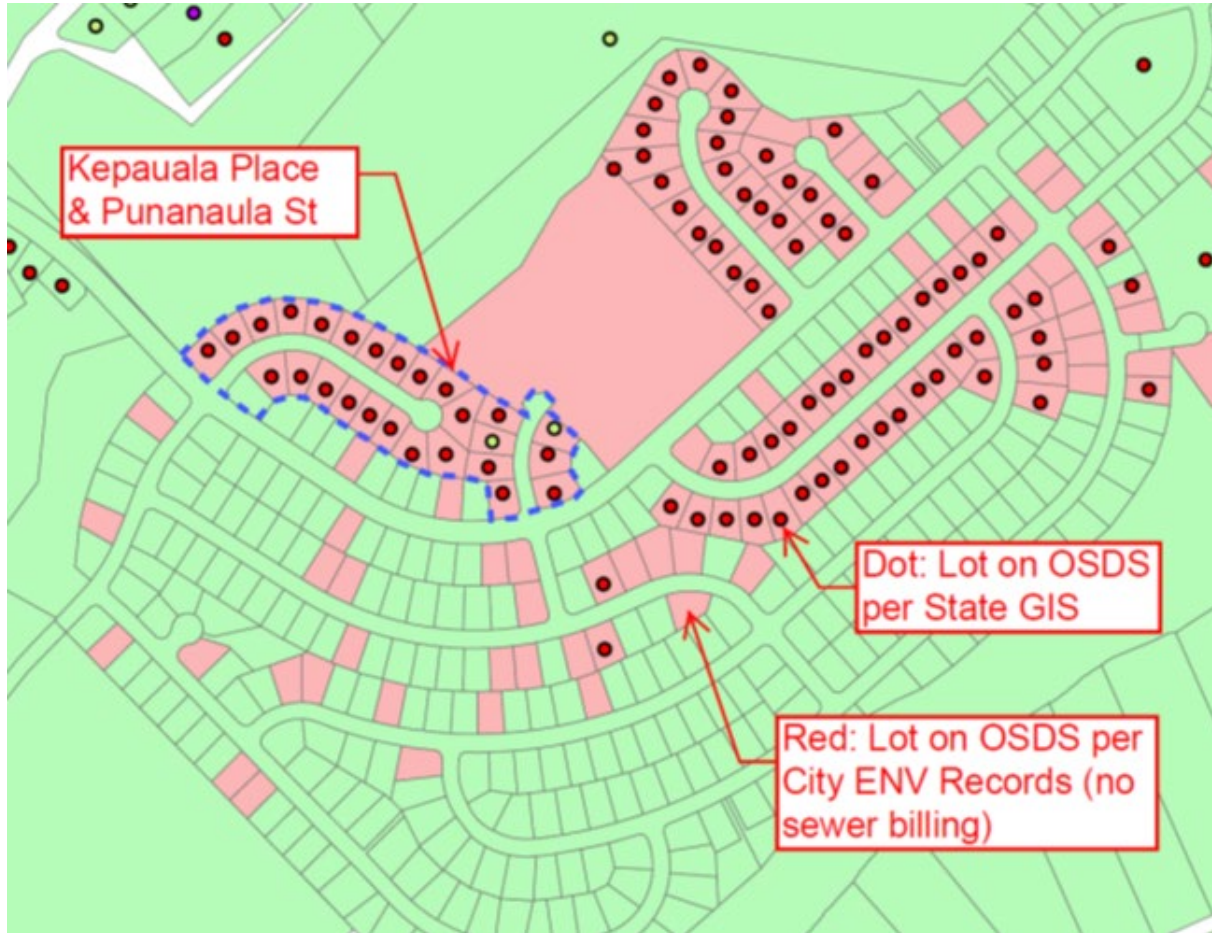 Kepauala Place
& Punanaula St
Dot: Lot on OSDS
per State GIS
Red: Lot on OSDS per
City ENV Records (no
sewer billing)